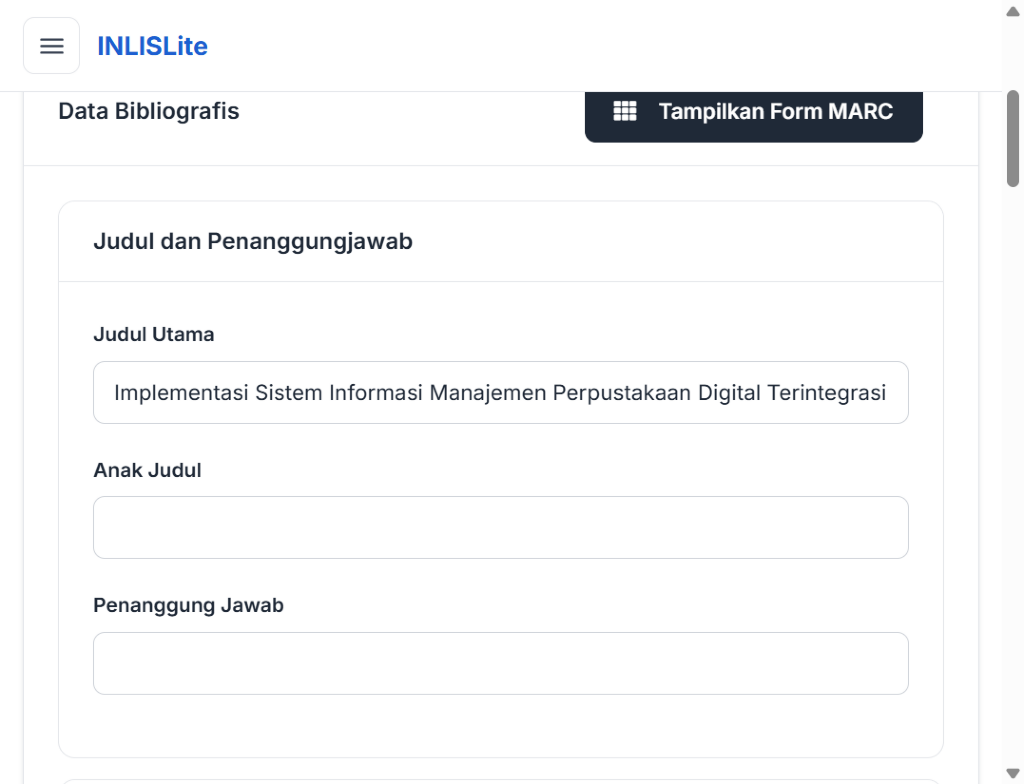 INLISLite
Data Bibliografis
Tampilkan Form MARC
Judul dan Penanggungjawab
Judul Utama
Implementasi Sistem Informasi Manajemen Perpustakaan Digital Terintegrasi
Anak Judul
Penanggung Jawab